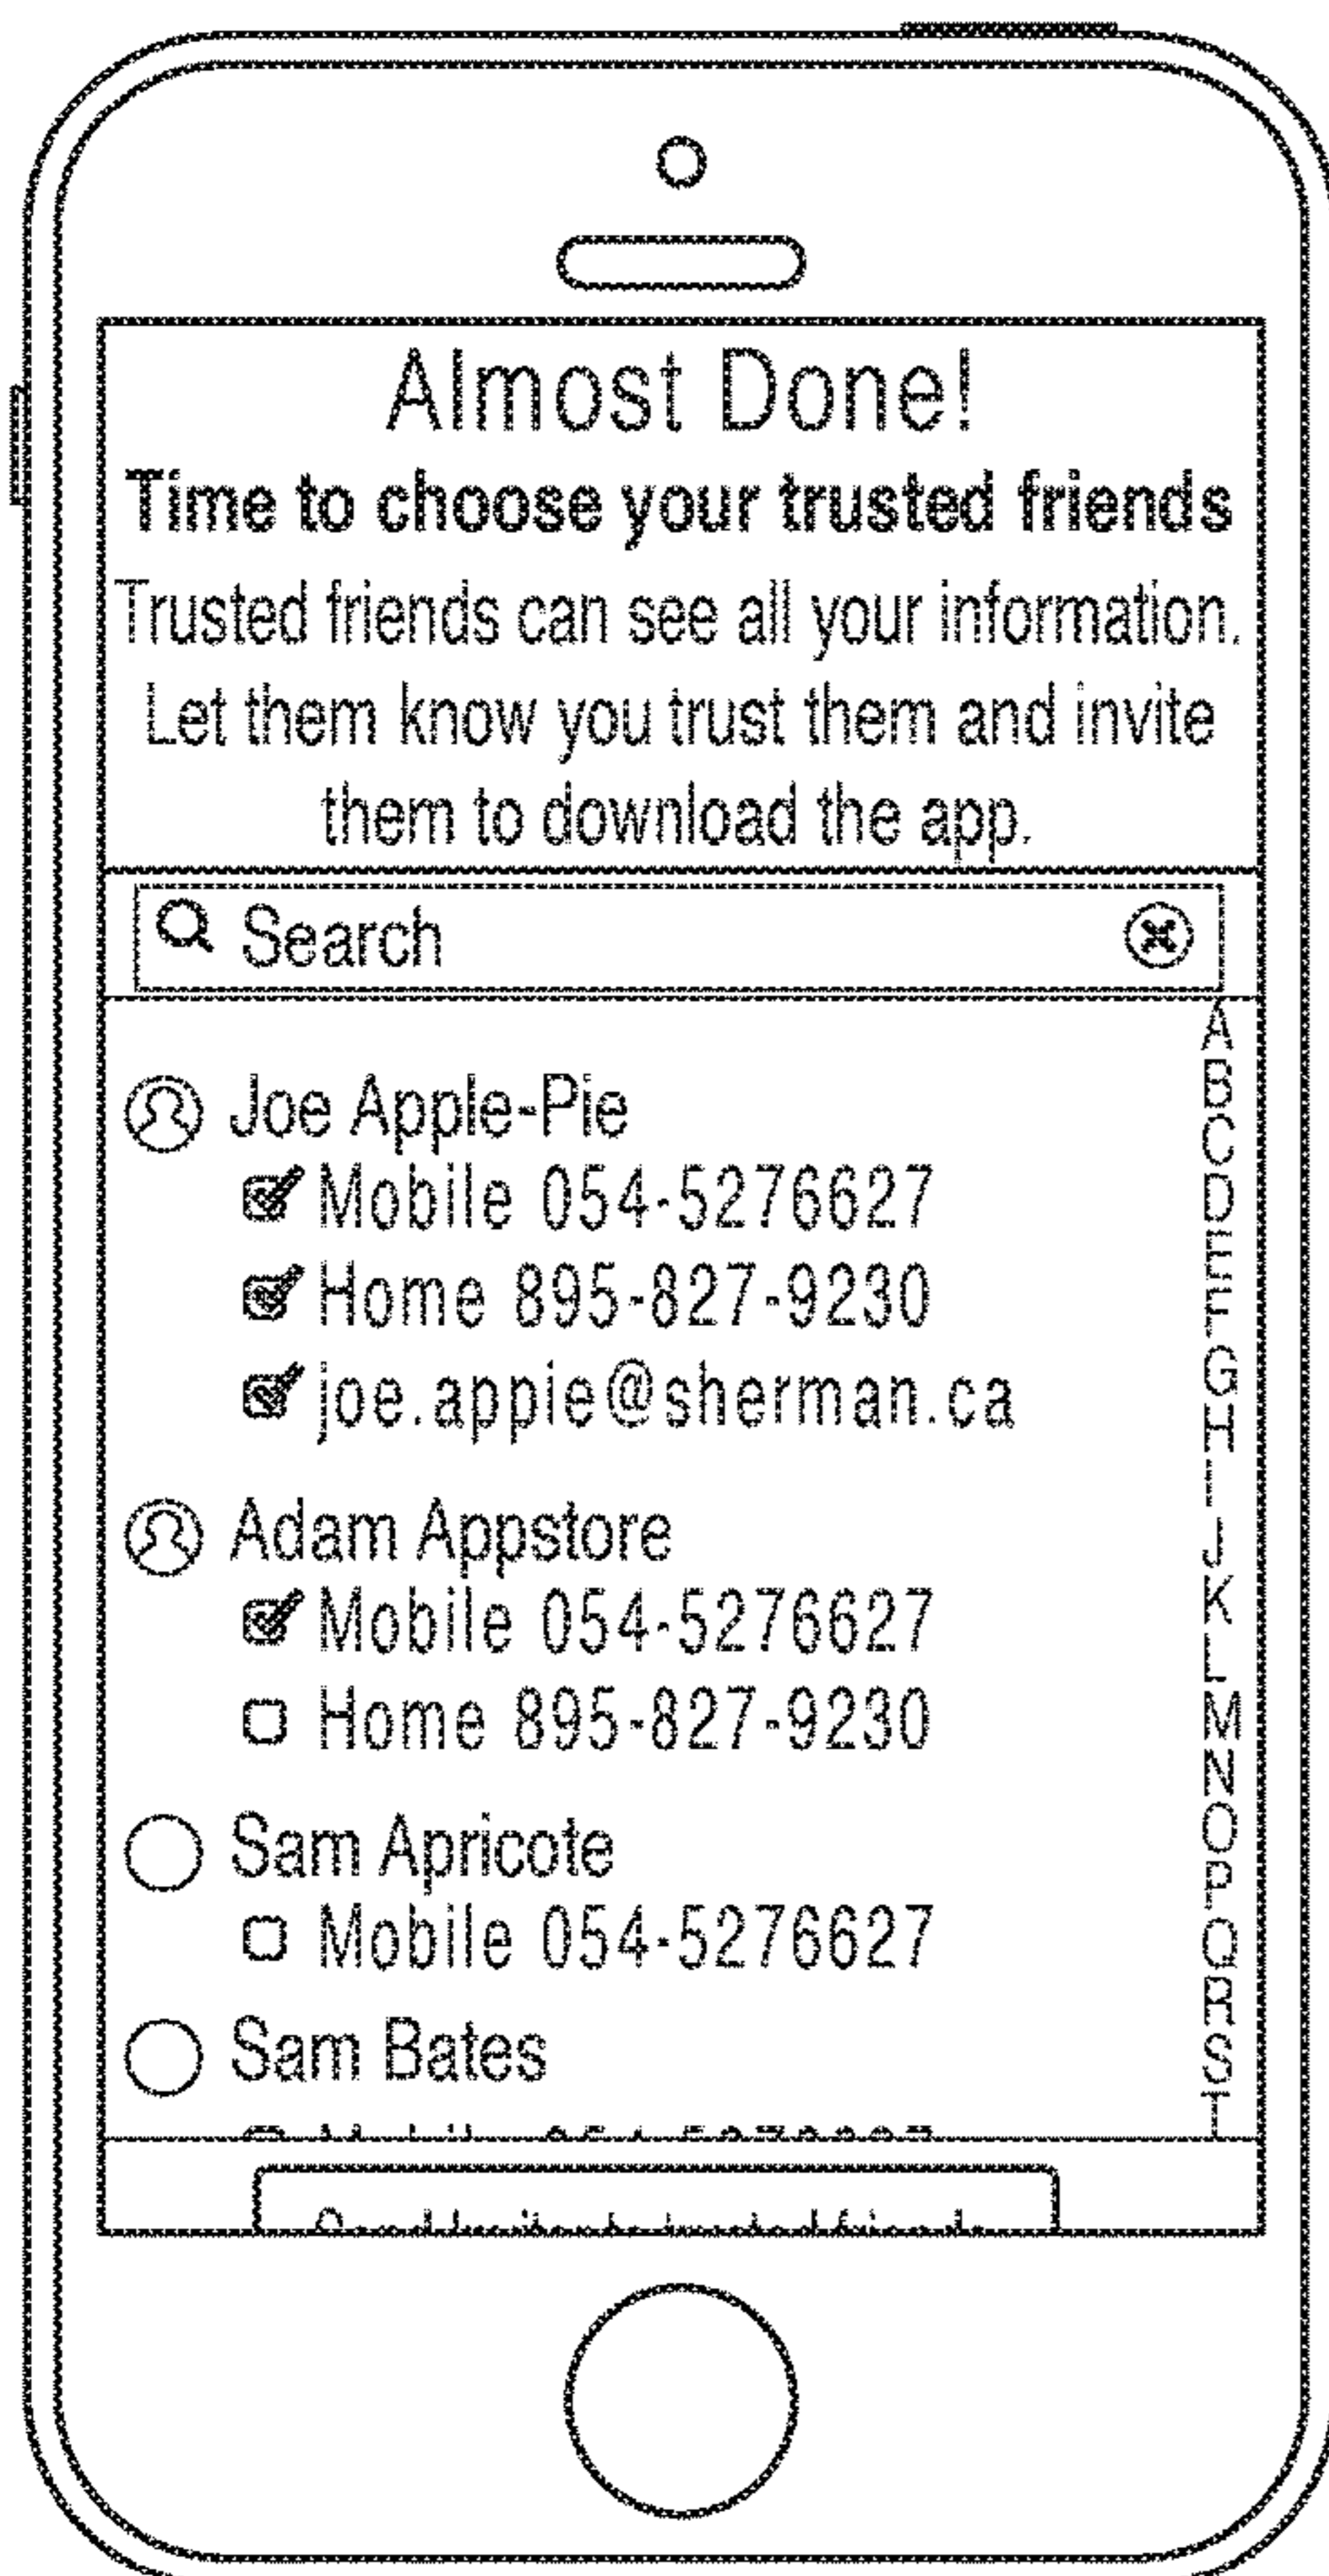 Almost Done!
Time to choose your trusted friends
Trusted friends can see all your information.
Let them know you trust them and invite
them to download the app.
Search
Joe Apple-Pie
Mobile 054-5276627
Home 895-827-9230
joe.appie@sherman.ca
Adam Appstore
Mobile 054-5276627
Home 895-827-9230
Sam Apricote
Mobile 054-5276627
Sam Bates
A
B
C
D
E
F
G
H
I
J
K
L
M
N
O
P
Q
R
S
T